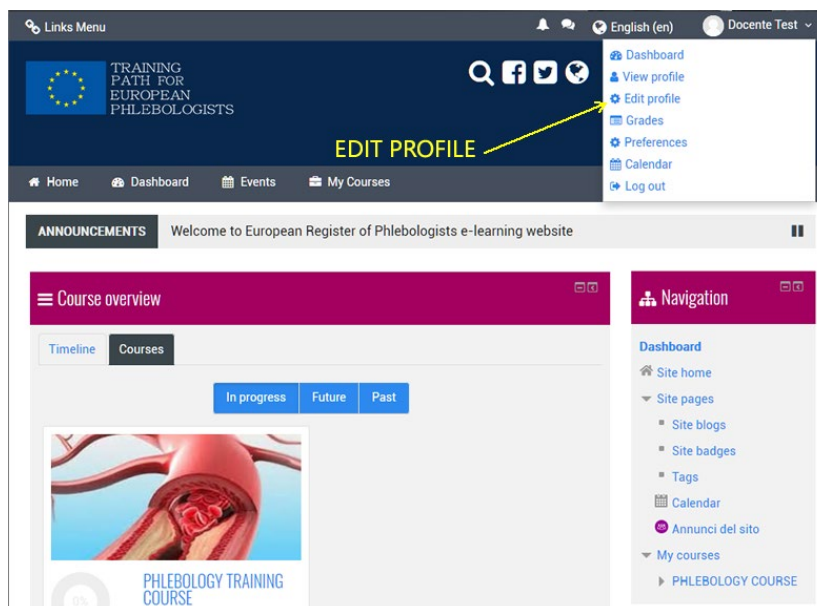 Links Menu
English (en)
Docente Test
TRAINING
PATH FOR
EUROPEAN
PHLEBOLOGISTS
Dashboard
View profile
Edit profile
Grades
Preferences
Calendar
Log out
EDIT PROFILE
Home
Dashboard
Events
My Courses
ANNOUNCEMENTS
Welcome to European Register of Phlebologists e-learning website
Course overview
Timeline
Courses
In progress
Future
Past
0%
PHLEBOLOGY TRAINING
COURSE
Navigation
Dashboard
Site home
Site pages
Site blogs
Site badges
Tags
Calendar
Annunci del sito
My courses
PHLEBOLOGY COURSE